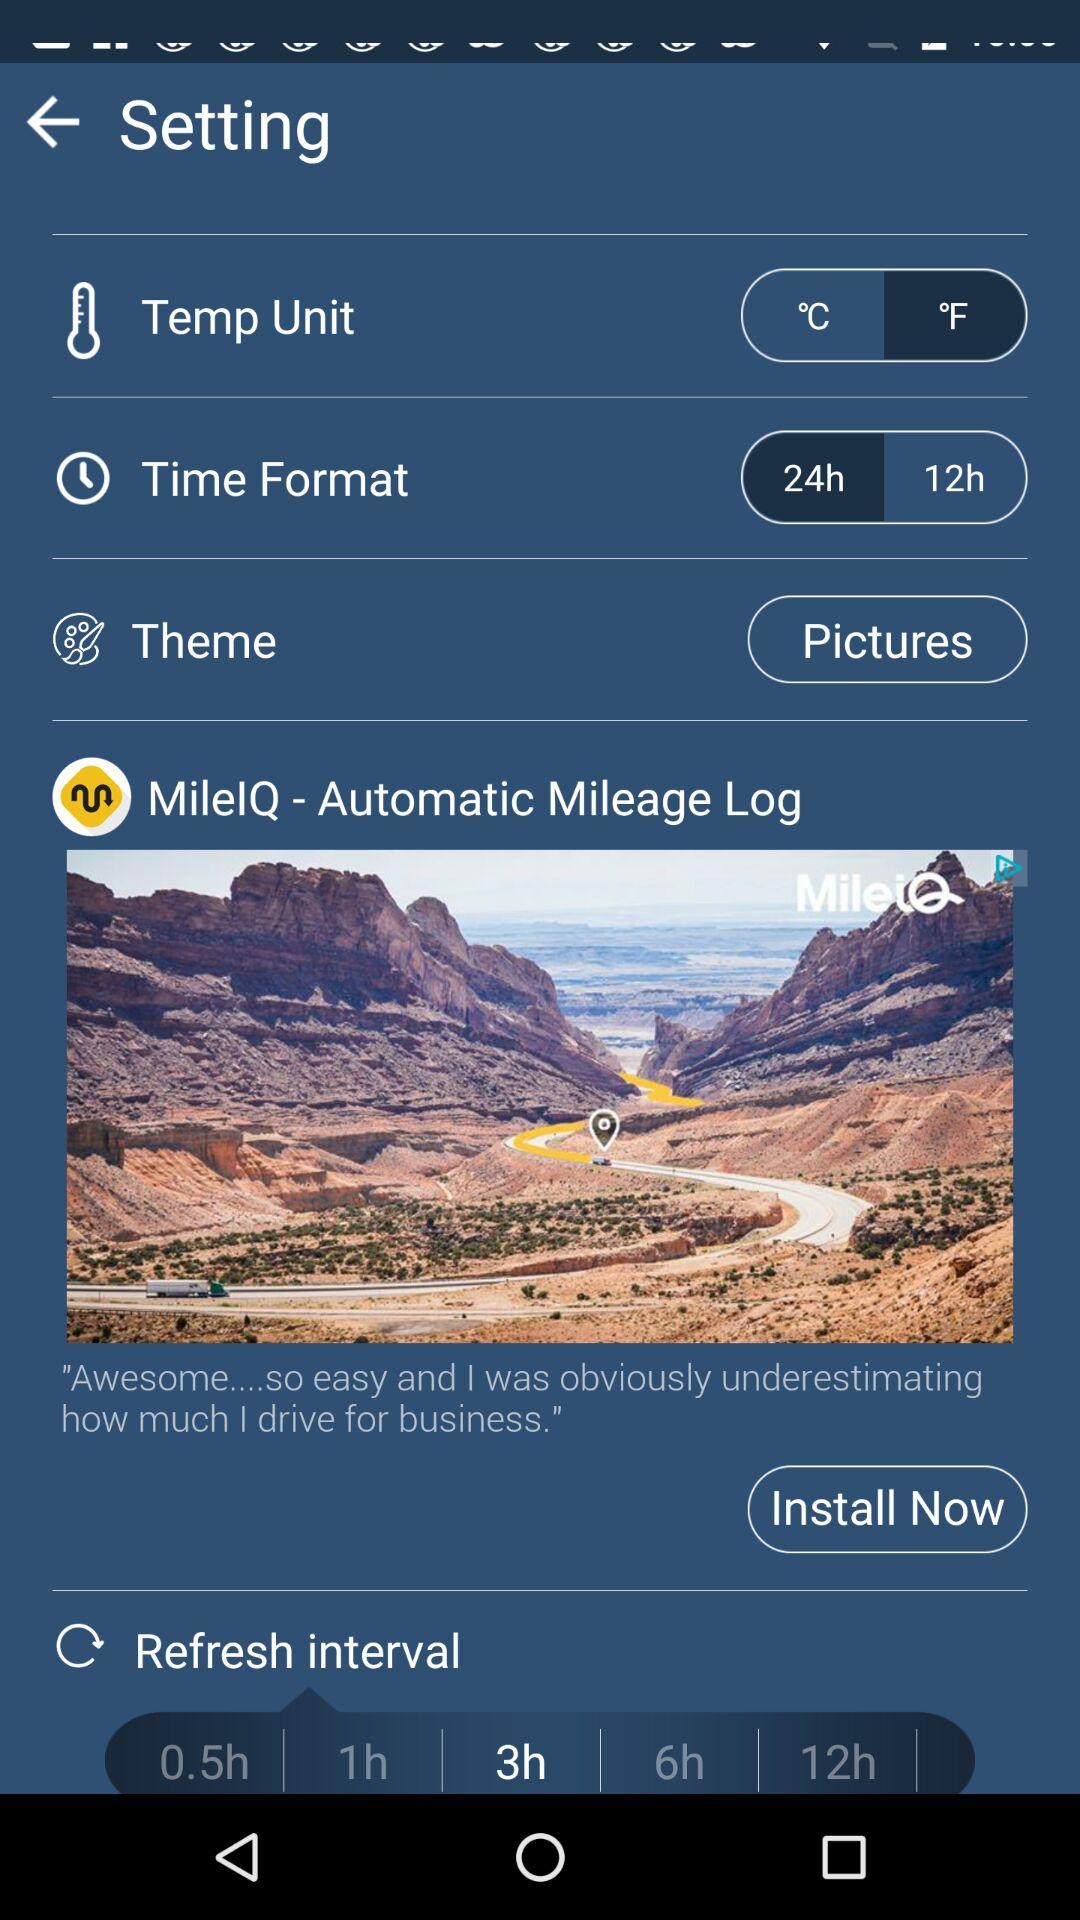 Setting
Temp Unit
℃
℉
Time Format
24h
12h
Theme
Pictures
MileIQ - Automatic Mileage Log
MileIQ
"Awesome....so easy and I was obviously underestimating
how much I drive for business."
Install Now
Refresh interval
0.5h
1h
3h
6h
12h